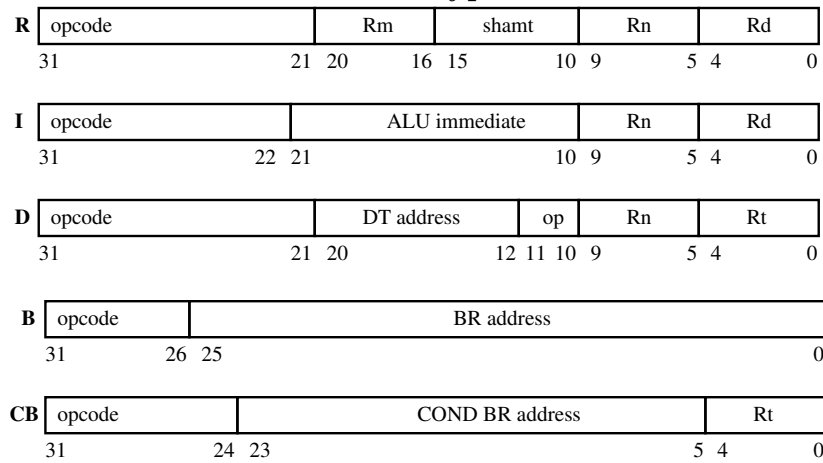 R opcode Rm shamt Rn Rd
31 21 20 16 15 10 9 5 4 0
I opcode ALU immediate Rn Rd
31 22 21 10 9 5 4 0
D opcode DT address op Rn Rt
31 21 20 12 11 10 9 5 4 0
B opcode BR address
31 26 25 0
CB opcode COND BR address Rt
31 24 23 5 4 0